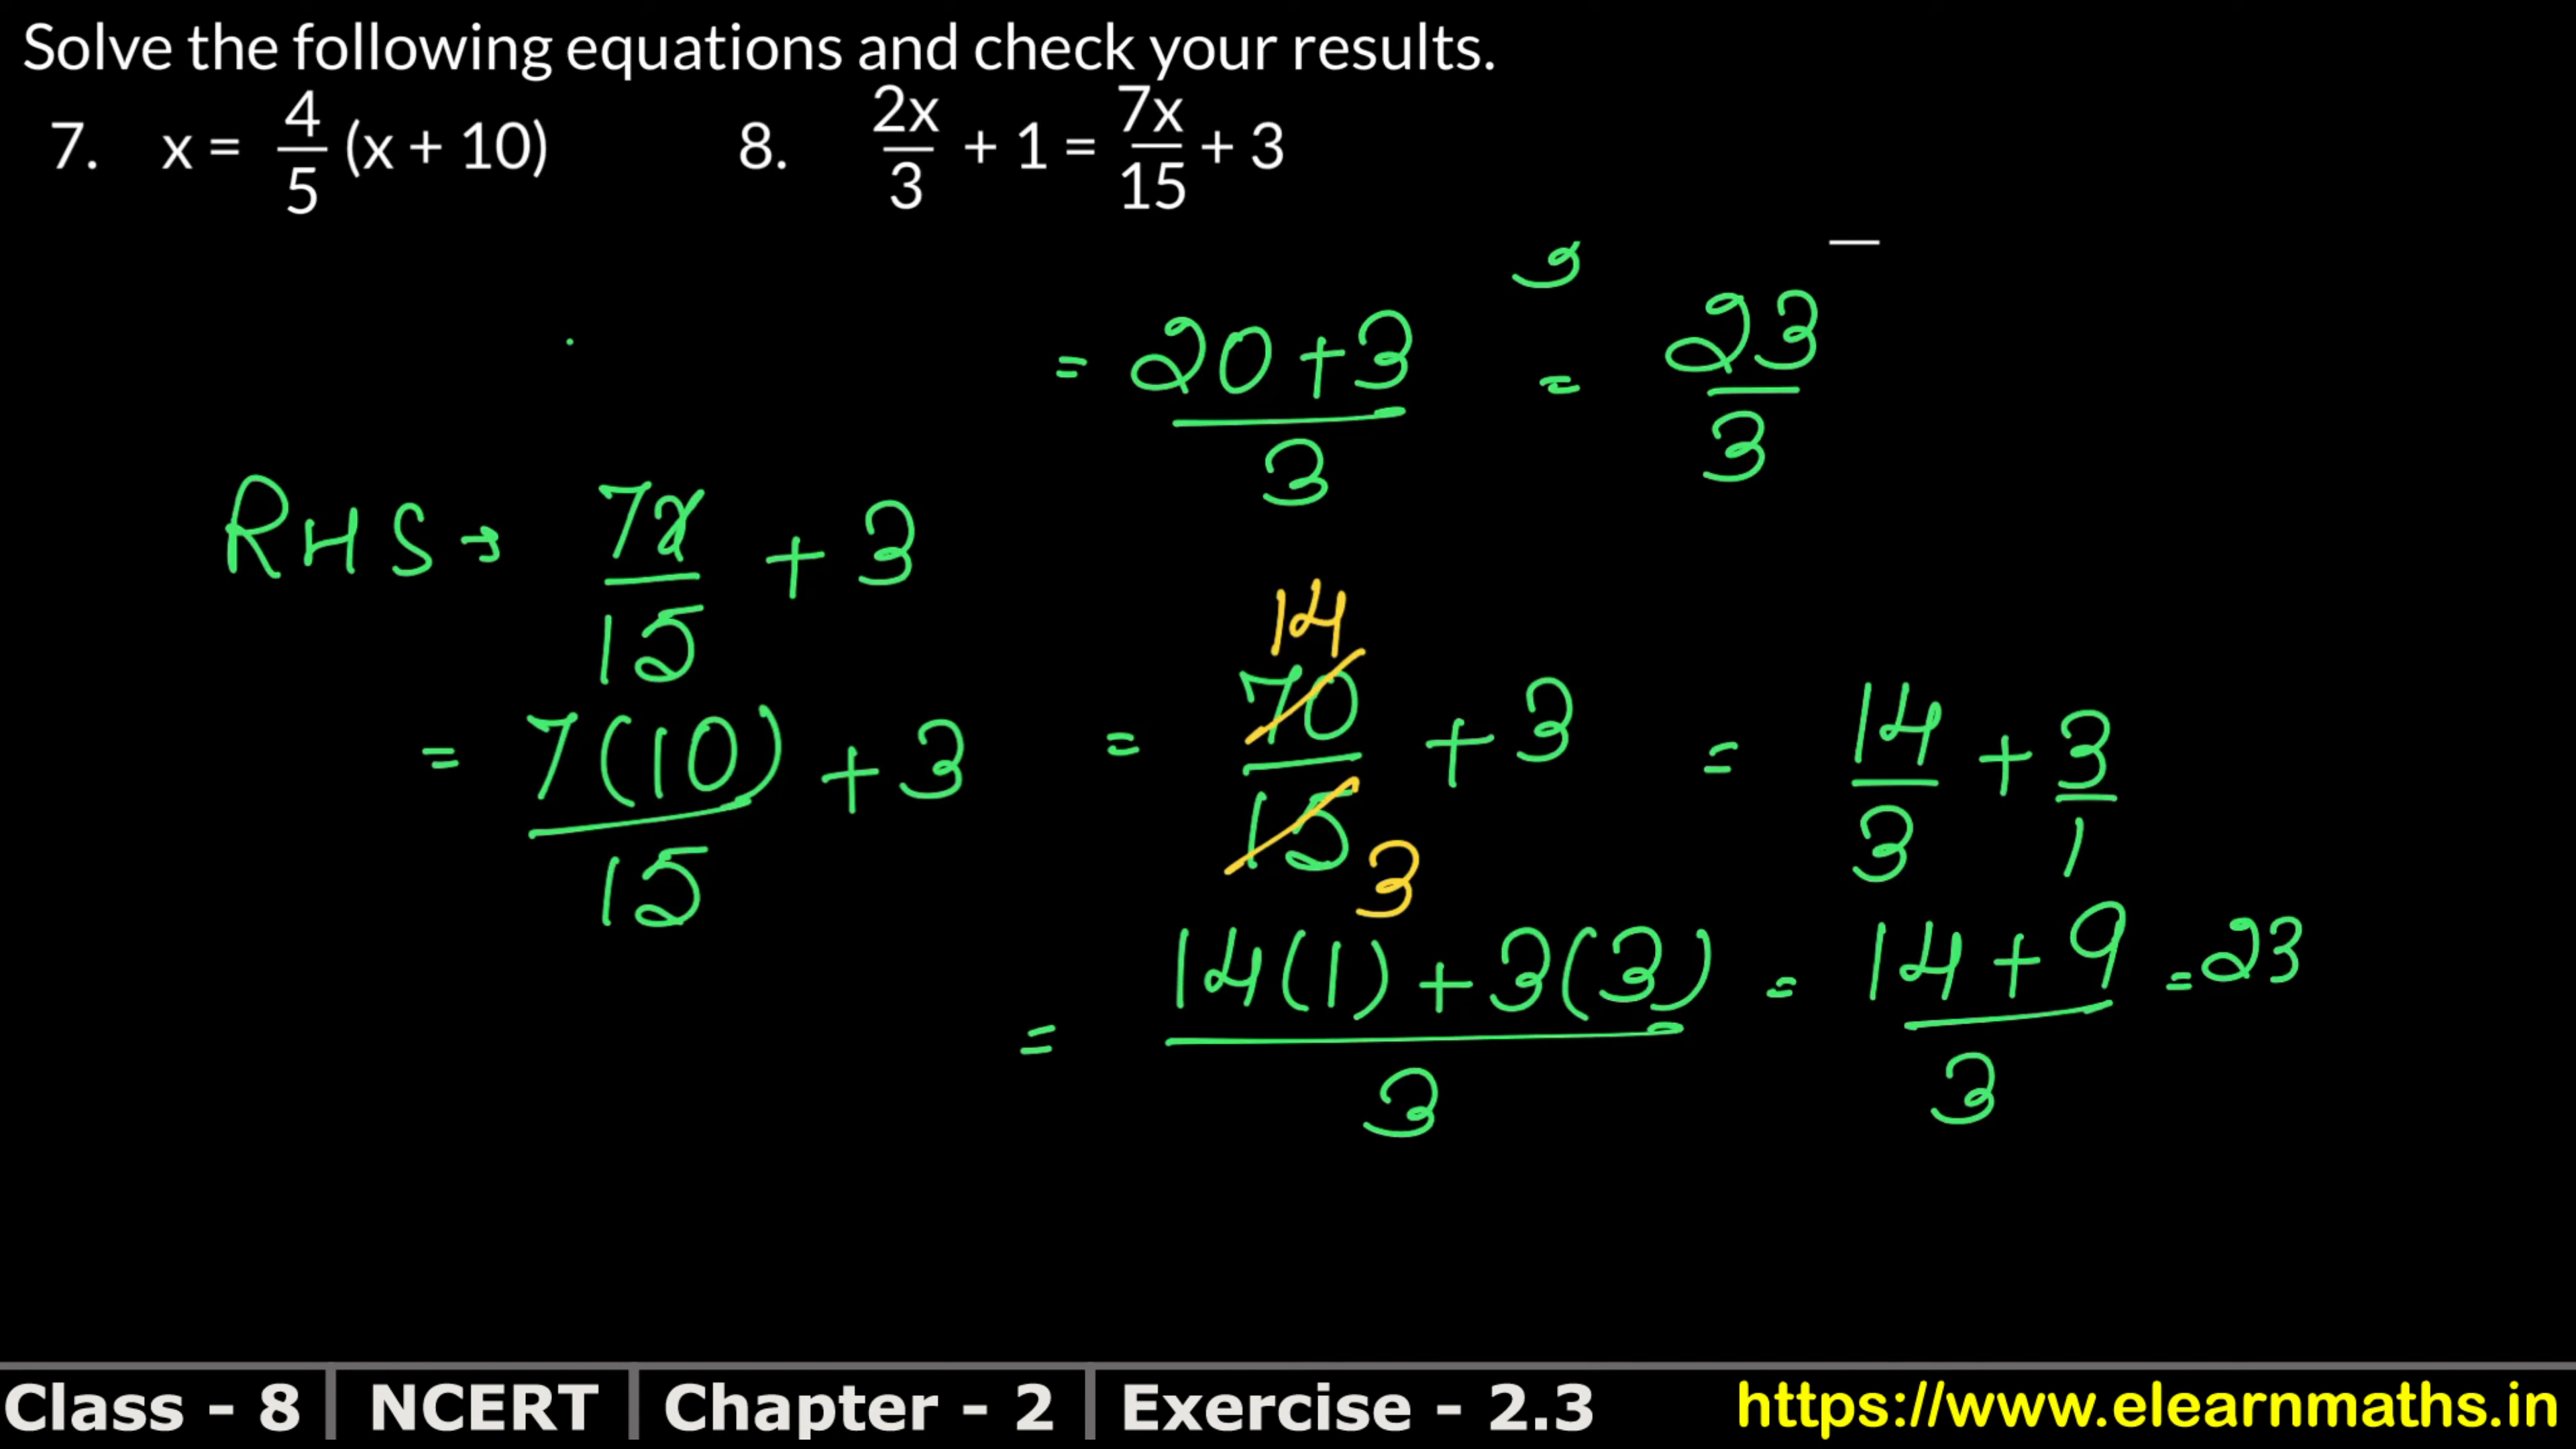 Solve the following equations and check your results.
7. x = 4/5 (x + 10) 8. 2x/3 + 1 = 7x/15 + 3
3
= 20 + 3 / 3 = 23/3
RHS → 7x/15 + 3
= 7(10)/15 + 3 = 70/15 + 3 = 14/3 + 3/1
14
3
= 14(1) + 3(3) / 3 = 14 + 9 / 3 = 23
Class - 8 | NCERT | Chapter - 2 | Exercise - 2.3 https://www.elearnmaths.in